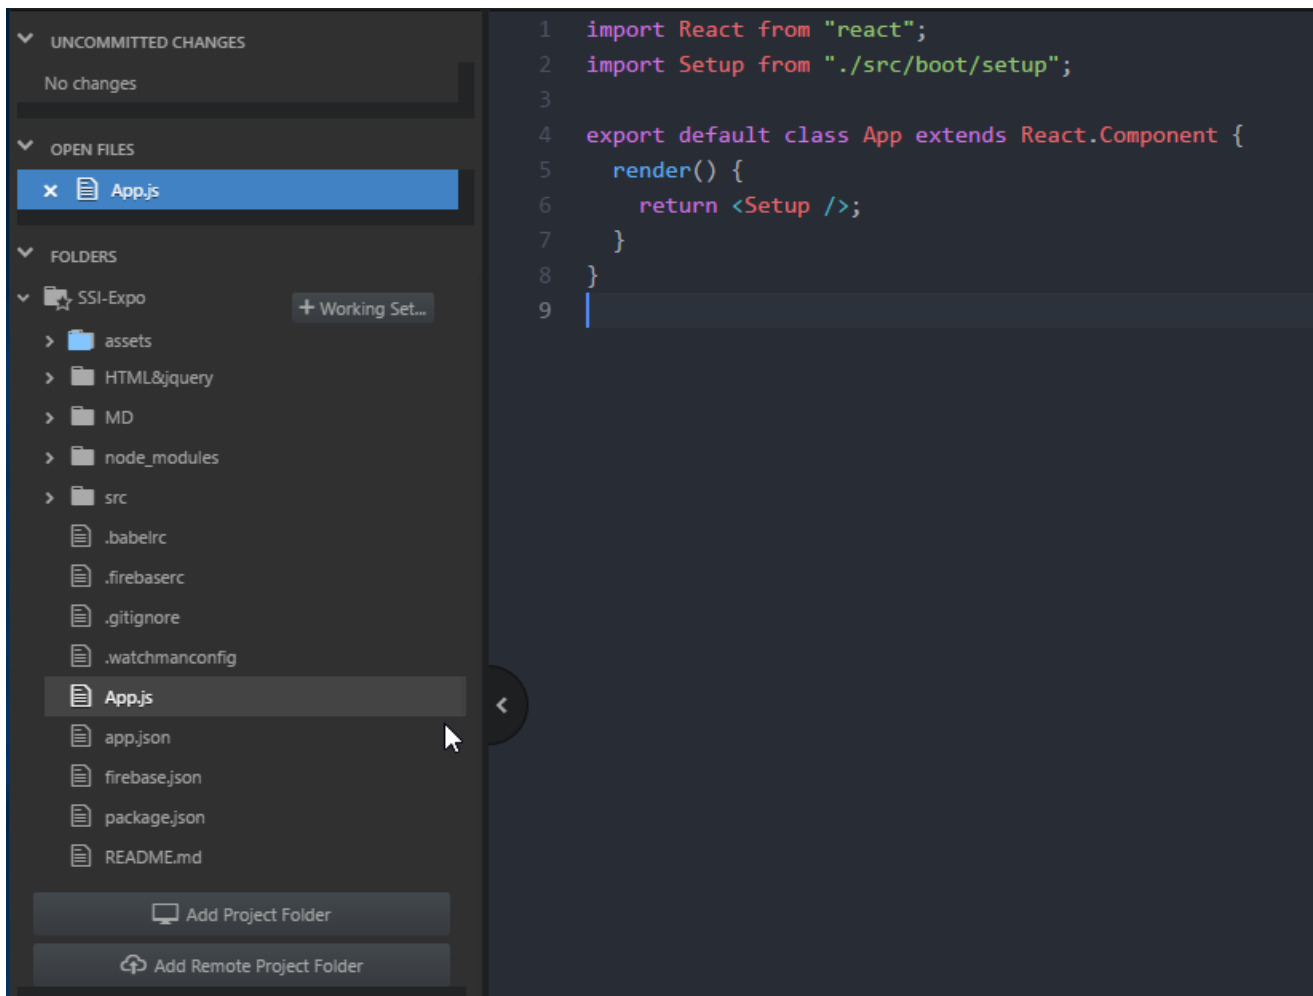 UNCOMMITTED CHANGES
No changes
OPEN FILES
App.js
FOLDERS
SSI-Expo
+ Working Set...
assets
HTML&jquery
MD
node_modules
src
.babelrc
.firebaserc
.gitignore
.watchmanconfig
App.js
app.json
firebase.json
package.json
README.md
Add Project Folder
Add Remote Project Folder
1 import React from "react";
2 import Setup from "./src/boot/setup";
3
4 export default class App extends React.Component {
5   render() {
6     return <Setup />;
7   }
8 }
9